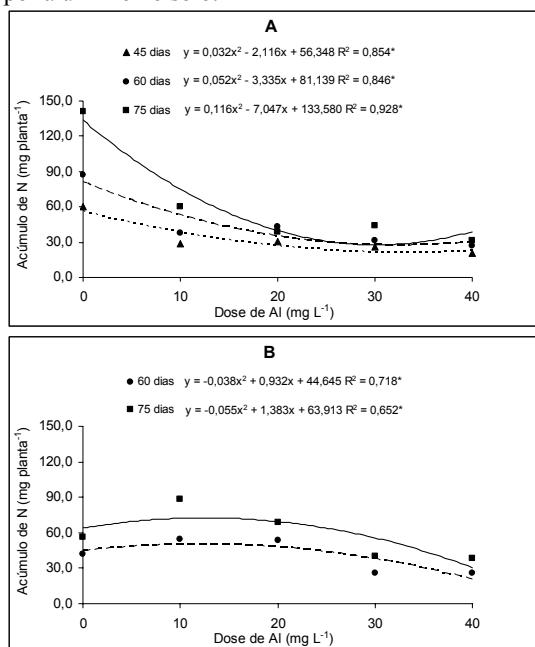 A
▲ 45 dias y = 0,032x² - 2,116x + 56,348 R² = 0,854*
● 60 dias y = 0,052x² - 3,335x + 81,139 R² = 0,846*
■ 75 dias y = 0,116x² - 7,047x + 133,580 R² = 0,928*
Acúmulo de N (mg planta⁻¹)
150,0
120,0
90,0
60,0
30,0
0,0
0 10 20 30 40
Dose de Al (mg L⁻¹)
B
● 60 dias y = -0,038x² + 0,932x + 44,645 R² = 0,718*
■ 75 dias y = -0,055x² + 1,383x + 63,913 R² = 0,652*
Acúmulo de N (mg planta⁻¹)
150,0
120,0
90,0
60,0
30,0
0,0
0 10 20 30 40
Dose de Al (mg L⁻¹)